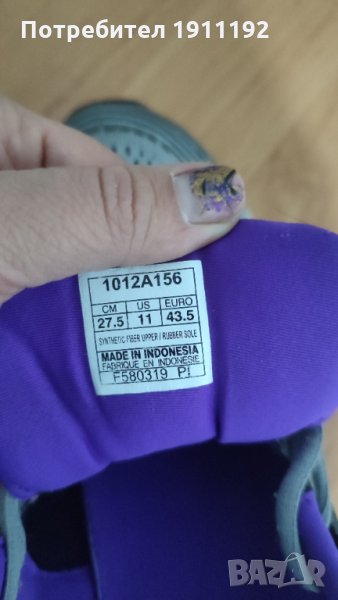 Потребител 1911192
1012A156
CM US EURO
27.5 11 43.5
SYNTHETIC FIBER UPPER / RUBBER SOLE
MADE IN INDONESIA
FABRIQUE EN INDONESIE
F580319 PI
BAZAR